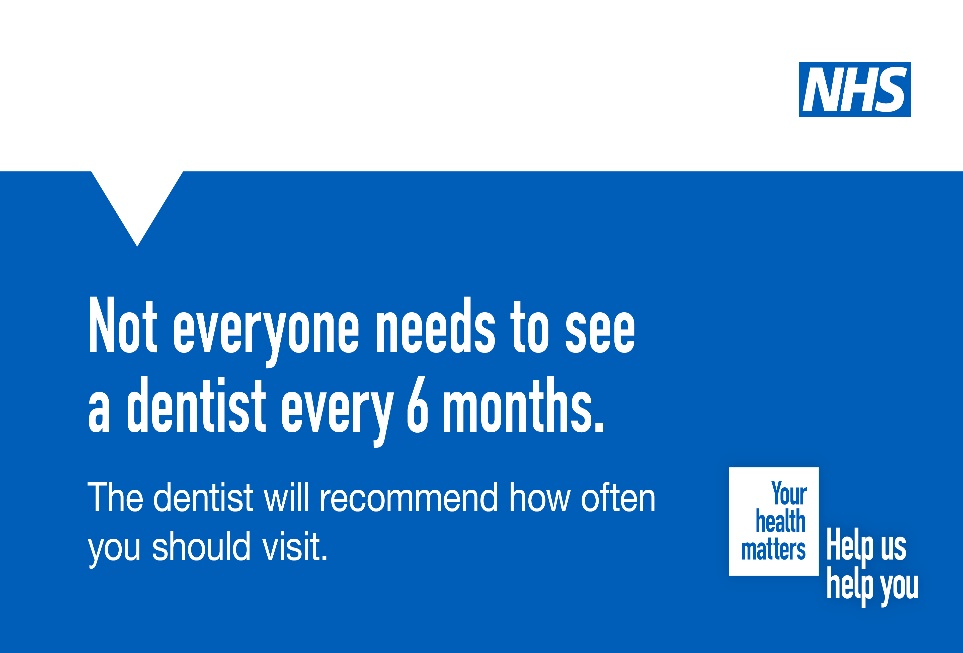 NHS
Not everyone needs to see
a dentist every 6 months.
The dentist will recommend how often
you should visit.
Your
health
matters
Help us
help you